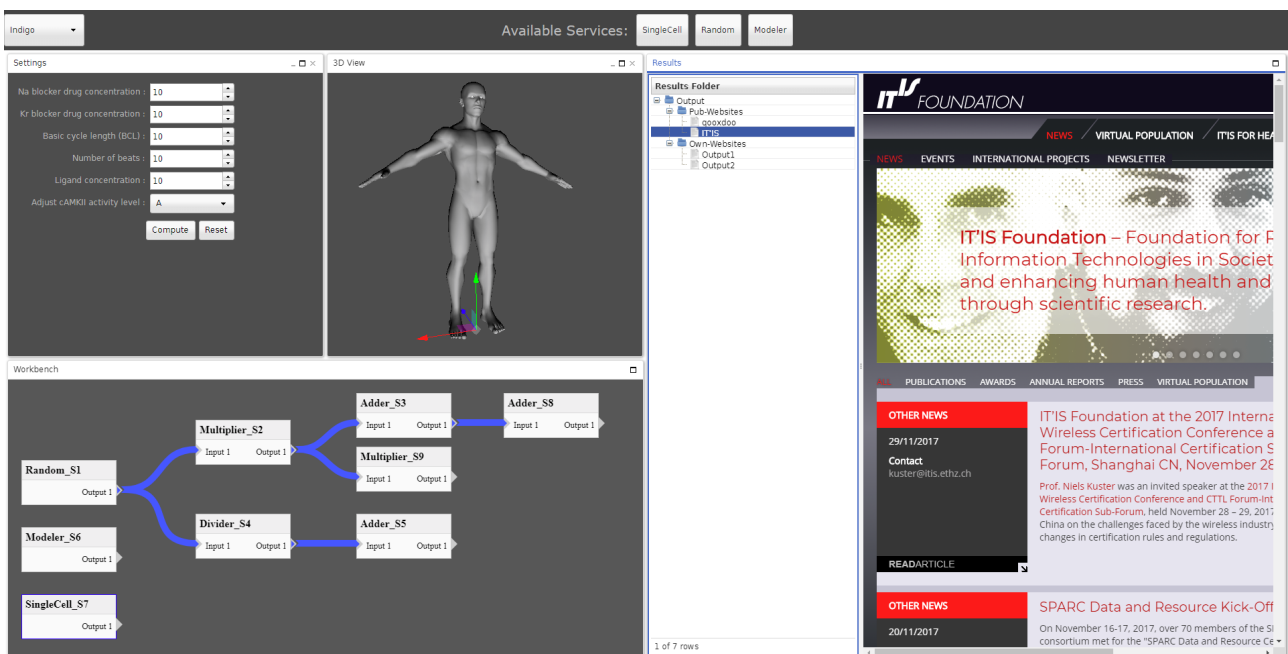 Indigo
Available Services:
SingleCell
Random
Modeler
Settings
Na blocker drug concentration : 10
Kr blocker drug concentration : 10
Basic cycle length (BCL) : 10
Number of beats : 10
Ligand concentration : 10
Adjust cAMKII activity level : A
Compute
Reset
3D View
Workbench
Random_S1
Output 1
Modeler_S6
Output 1
SingleCell_S7
Output 1
Multiplier_S2
Input 1 Output 1
Divider_S4
Input 1 Output 1
Adder_S3
Input 1 Output 1
Multiplier_S9
Input 1 Output 1
Adder_S5
Input 1 Output 1
Adder_S8
Input 1 Output 1
Results
Results Folder
Output
Pub-Websites
qooxdoo
IT'IS
Own-Websites
Output1
Output2
1 of 7 rows
IT'IS FOUNDATION
NEWS / VIRTUAL POPULATION / IT'IS FOR HEA
NEWS EVENTS INTERNATIONAL PROJECTS NEWSLETTER
IT'IS Foundation – Foundation for R
Information Technologies in Societ
and enhancing human health and
through scientific research.
ALL PUBLICATIONS AWARDS ANNUAL REPORTS PRESS VIRTUAL POPULATION
OTHER NEWS
29/11/2017
Contact
kuster@itis.ethz.ch
READARTICLE
IT'IS Foundation at the 2017 Interna
Wireless Certification Conference a
Forum-International Certification S
Forum, Shanghai CN, November 28
Prof. Niels Kuster was an invited speaker at the 2017 I
Wireless Certification Conference and CTTL Forum-Int
Certification Sub-Forum, held November 28 – 29, 2017
China on the challenges faced by the wireless industry
changes in certification rules and regulations.
OTHER NEWS
20/11/2017
SPARC Data and Resource Kick-Off
On November 16-17, 2017, over 70 members of the S
consortium met for the "SPARC Data and Resource Ce